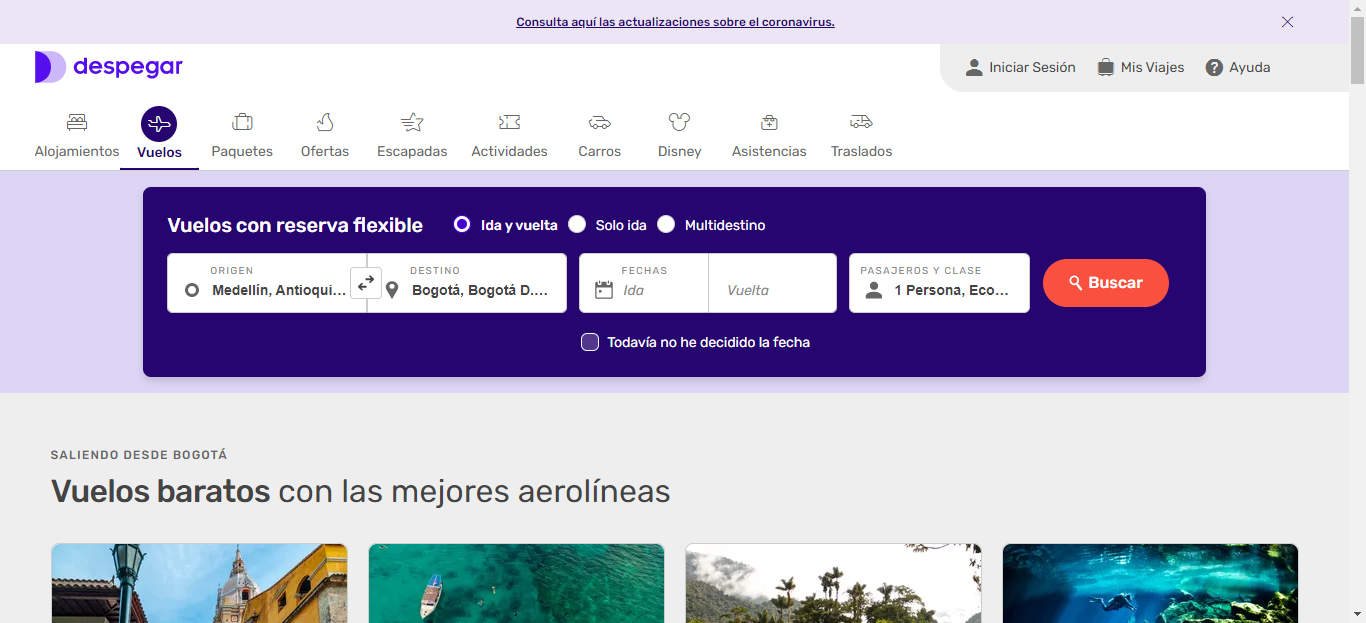 Consulta aquí las actualizaciones sobre el coronavirus.
despegar
Iniciar Sesión
Mis Viajes
? Ayuda
Alojamientos
Vuelos
Paquetes
Ofertas
Escapadas
Actividades
Carros
Disney
Asistencias
Traslados
Vuelos con reserva flexible
Ida y vuelta
Solo ida
Multidestino
ORIGEN
Medellín, Antioqui...
DESTINO
Bogotá, Bogotá D....
FECHAS
Ida
Vuelta
PASAJEROS Y CLASE
1 Persona, Eco...
Buscar
Todavía no he decidido la fecha
SALIENDO DESDE BOGOTÁ
Vuelos baratos con las mejores aerolíneas